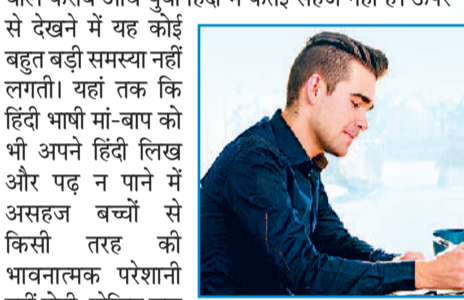 से देखने में यह कोई
बहुत बड़ी समस्या नहीं
लगती। यहां तक कि
हिंदी भाषी मां-बाप को
भी अपने हिंदी लिख
और पढ़ न पाने में
असहज बच्चों से
किसी तरह की
भावनात्मक परेशानी